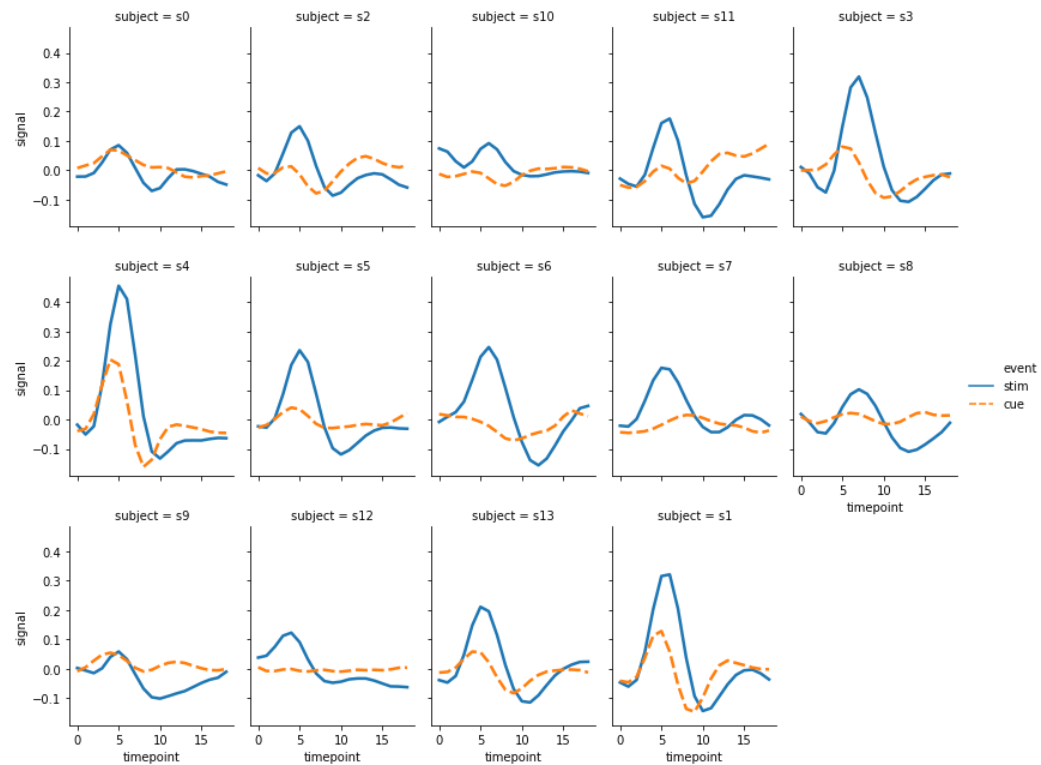 subject = s0
subject = s2
subject = s10
subject = s11
subject = s3
0.4
0.3
0.2
0.1
0.0
−0.1
signal
subject = s4
subject = s5
subject = s6
subject = s7
subject = s8
0.4
0.3
0.2
0.1
0.0
−0.1
signal
0 5 10 15
timepoint
event
stim
cue
subject = s9
subject = s12
subject = s13
subject = s1
0.4
0.3
0.2
0.1
0.0
−0.1
signal
0 5 10 15
timepoint
0 5 10 15
timepoint
0 5 10 15
timepoint
0 5 10 15
timepoint